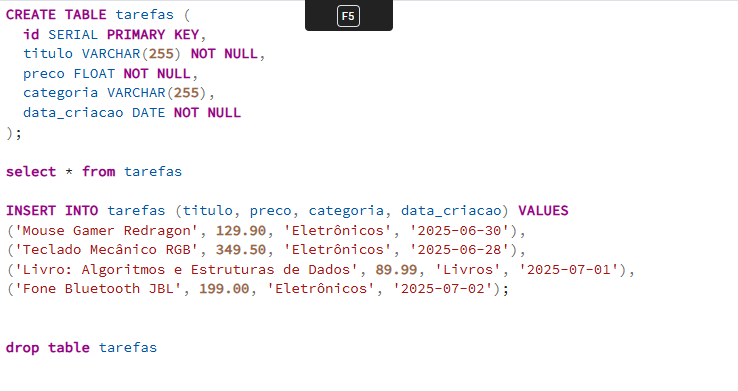 F5
CREATE TABLE tarefas (
id SERIAL PRIMARY KEY,
titulo VARCHAR(255) NOT NULL,
preco FLOAT NOT NULL,
categoria VARCHAR(255),
data_criacao DATE NOT NULL
);
select * from tarefas
INSERT INTO tarefas (titulo, preco, categoria, data_criacao) VALUES
('Mouse Gamer Redragon', 129.90, 'Eletrônicos', '2025-06-30'),
('Teclado Mecânico RGB', 349.50, 'Eletrônicos', '2025-06-28'),
('Livro: Algoritmos e Estruturas de Dados', 89.99, 'Livros', '2025-07-01'),
('Fone Bluetooth JBL', 199.00, 'Eletrônicos', '2025-07-02');
drop table tarefas